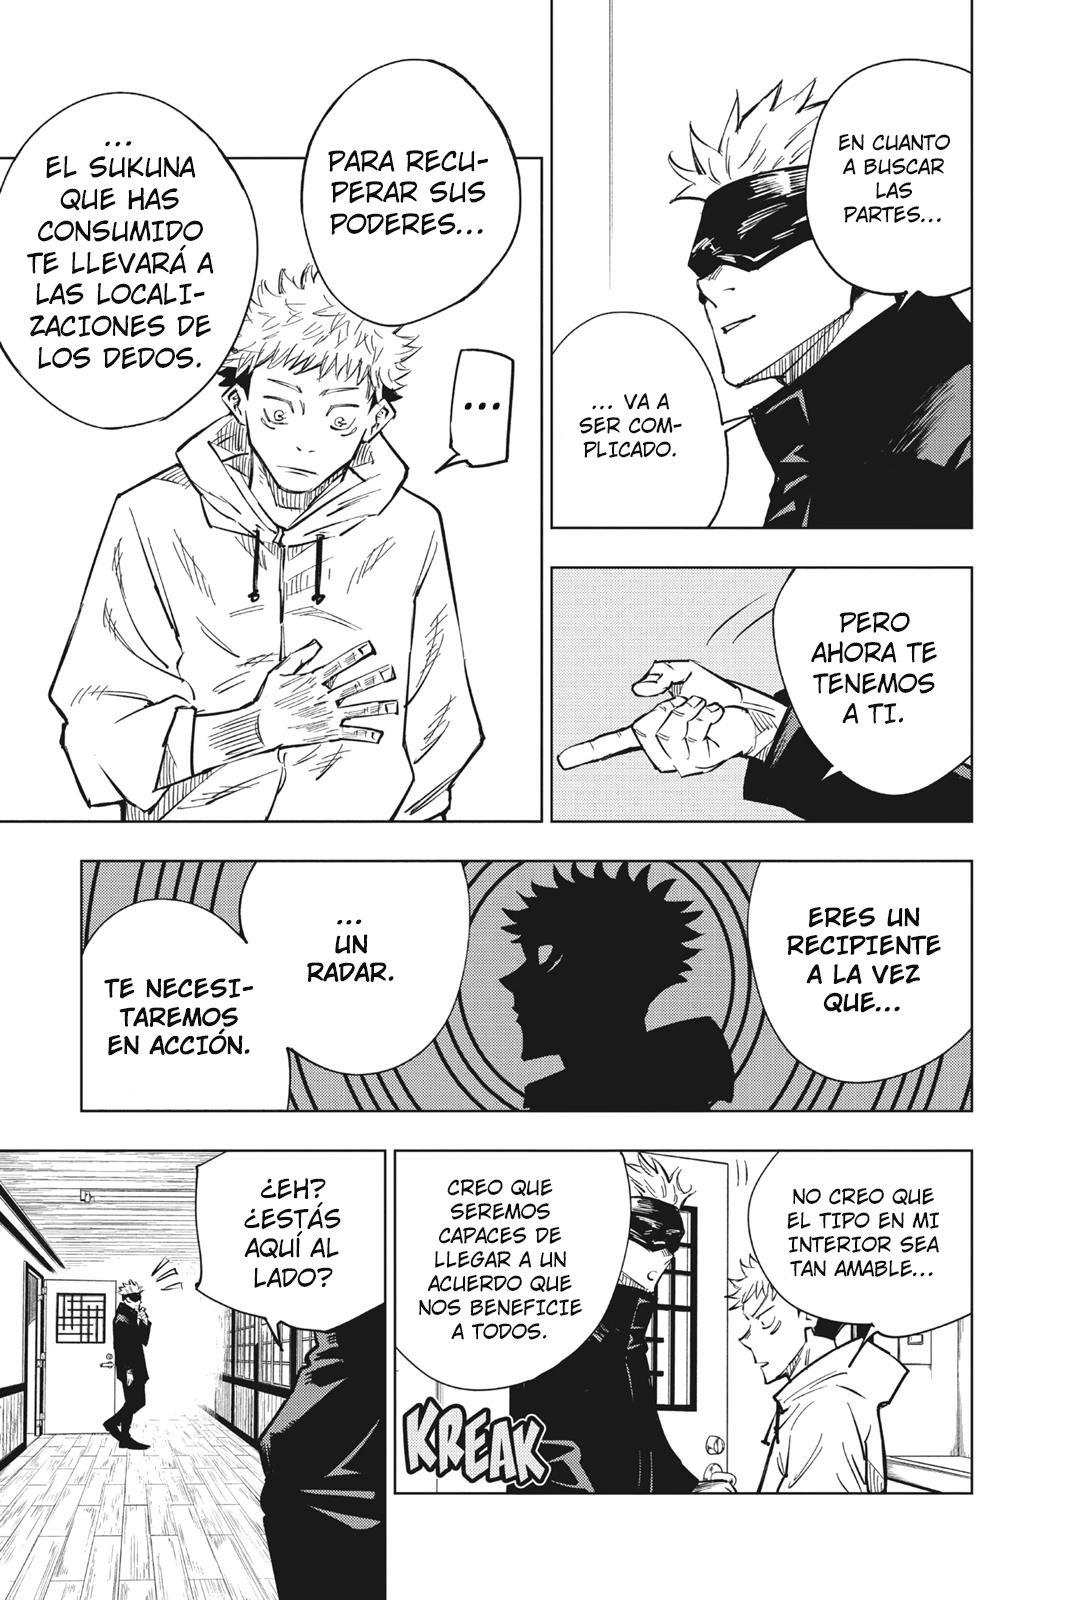 EN CUANTO
A BUSCAR
LAS
PARTES...
... VA A
SER COM-
PLICADO.
PERO
AHORA TE
TENEMOS
A TI.
PARA RECU-
PERAR SUS
PODERES...
...
EL SUKUNA
QUE HAS
CONSUMIDO
TE LLEVARÁ A
LAS LOCALI-
ZACIONES DE
LOS DEDOS.
...
ERES UN
RECIPIENTE
A LA VEZ
QUE...
...
UN
RADAR.
TE NECESI-
TAREMOS
EN ACCIÓN.
NO CREO QUE
EL TIPO EN MI
INTERIOR SEA
TAN AMABLE...
CREO QUE
SEREMOS
CAPACES DE
LLEGAR A UN
ACUERDO QUE
NOS BENEFICIE
A TODOS.
KREAK
¿EH?
¿ESTÁS
AQUÍ AL
LADO?